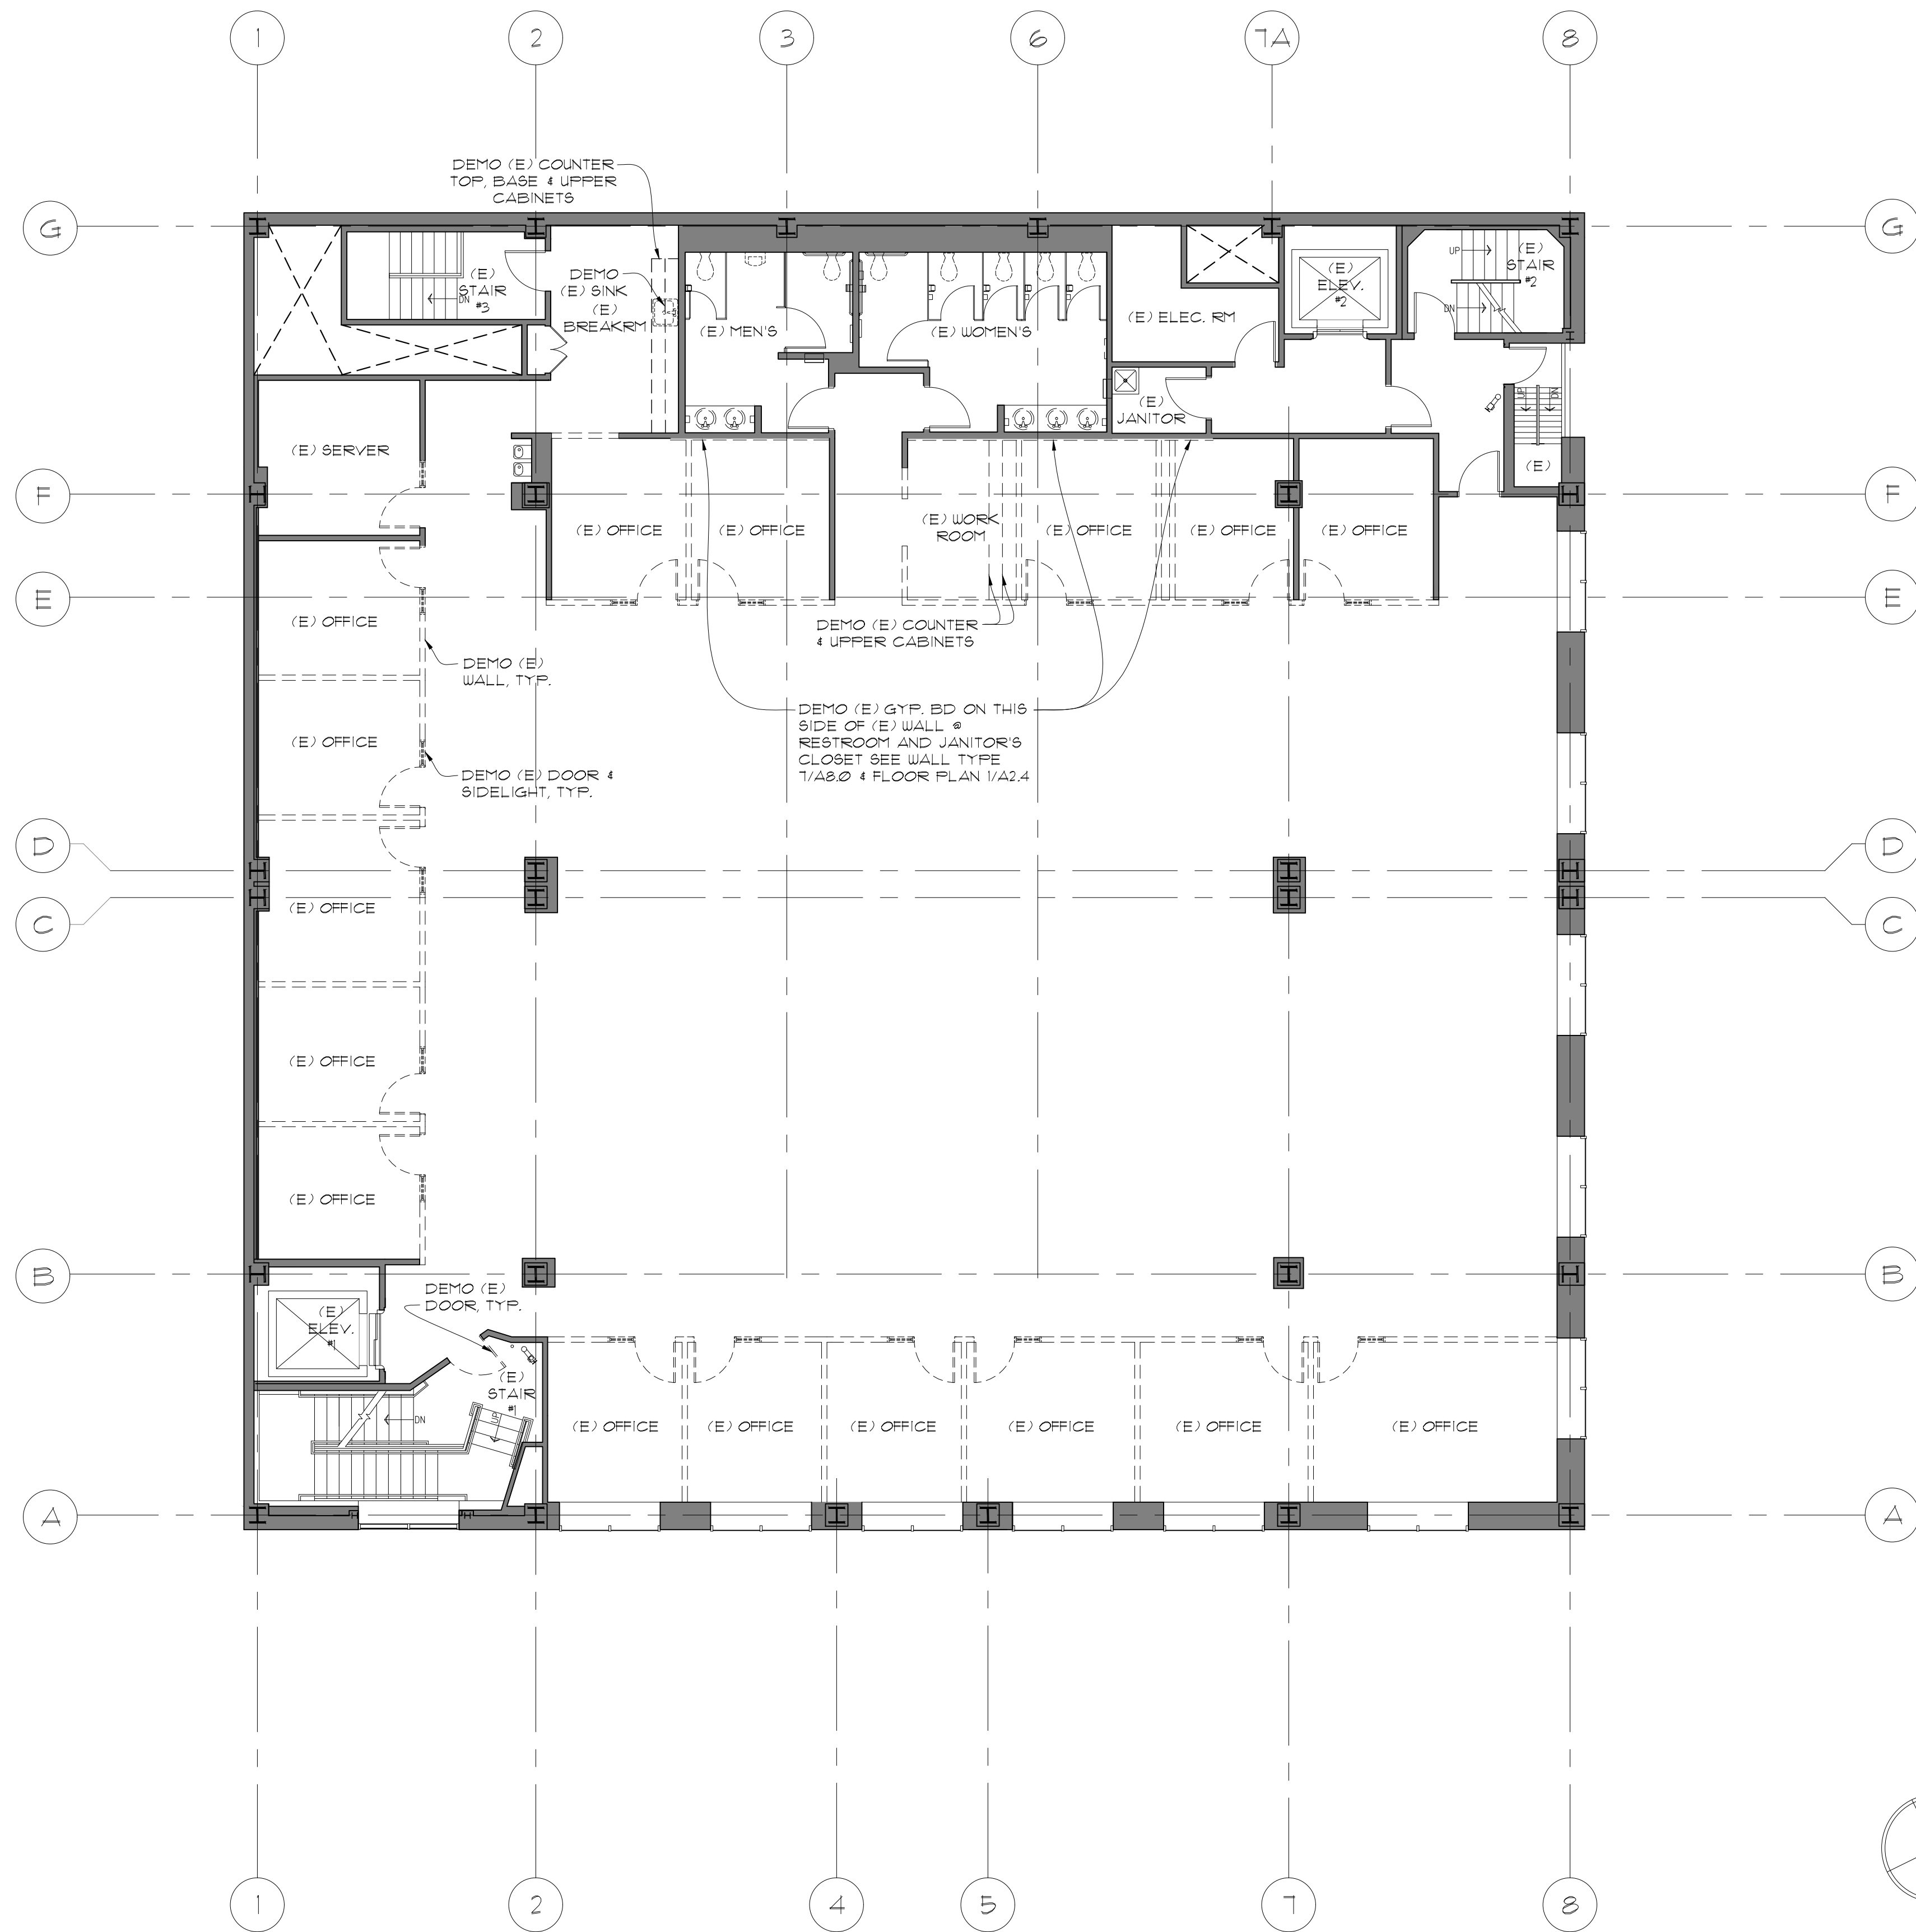 1
2
3
6
7A
8
DEMO (E) COUNTER
TOP, BASE & UPPER
CABINETS
G
G
(E)
STAIR
#3
DN
DEMO
(E) SINK
(E)
BREAKRM
(E) MEN'S
(E) WOMEN'S
(E) ELEC. RM
(E)
ELEV.
#2
UP
DN
(E)
STAIR
#2
(E)
JANITOR
UP
DN
(E)
(E) SERVER
F
F
(E) OFFICE
(E) OFFICE
(E) WORK
ROOM
(E) OFFICE
(E) OFFICE
(E) OFFICE
E
E
(E) OFFICE
DEMO (E) COUNTER
& UPPER CABINETS
DEMO (E)
WALL, TYP.
(E) OFFICE
DEMO (E) GYP. BD ON THIS
SIDE OF (E) WALL @
RESTROOM AND JANITOR'S
CLOSET SEE WALL TYPE
7/A8.0 & FLOOR PLAN 1/A2.4
DEMO (E) DOOR &
SIDELIGHT, TYP.
D
D
(E) OFFICE
C
C
(E) OFFICE
(E) OFFICE
B
B
DEMO (E)
DOOR, TYP.
(E)
ELEV.
#1
(E)
STAIR
#1
UP
DN
(E) OFFICE
(E) OFFICE
(E) OFFICE
(E) OFFICE
(E) OFFICE
(E) OFFICE
A
A
1
2
4
5
7
8